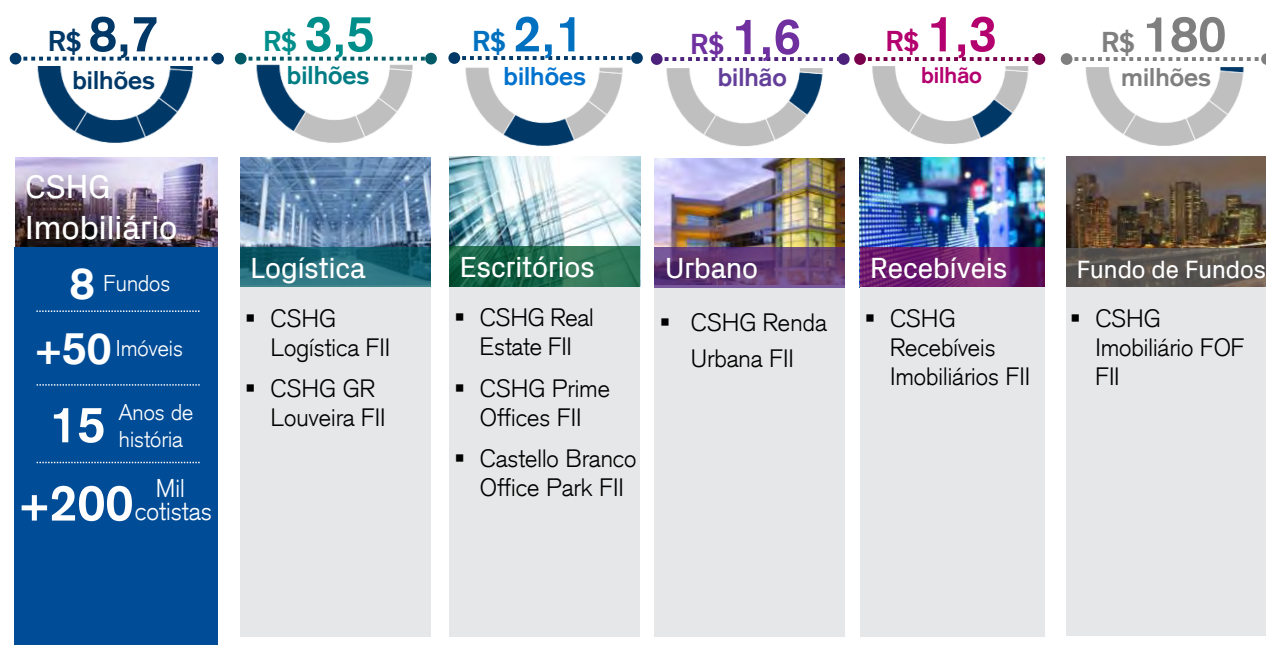 R$ 8,7
bilhões
CSHG
Imobiliário
8 Fundos
+50 Imóveis
15 Anos de
história
+200 Mil
cotistas
R$ 3,5
bilhões
Logística
▪ CSHG
Logística FII
▪ CSHG GR
Louveira FII
R$ 2,1
bilhões
Escritórios
▪ CSHG Real
Estate FII
▪ CSHG Prime
Offices FII
▪ Castello Branco
Office Park FII
R$ 1,6
bilhão
Urbano
▪ CSHG Renda
Urbana FII
R$ 1,3
bilhão
Recebíveis
▪ CSHG
Recebíveis
Imobiliários FII
R$ 180
milhões
Fundo de Fundos
▪ CSHG
Imobiliário FOF
FII